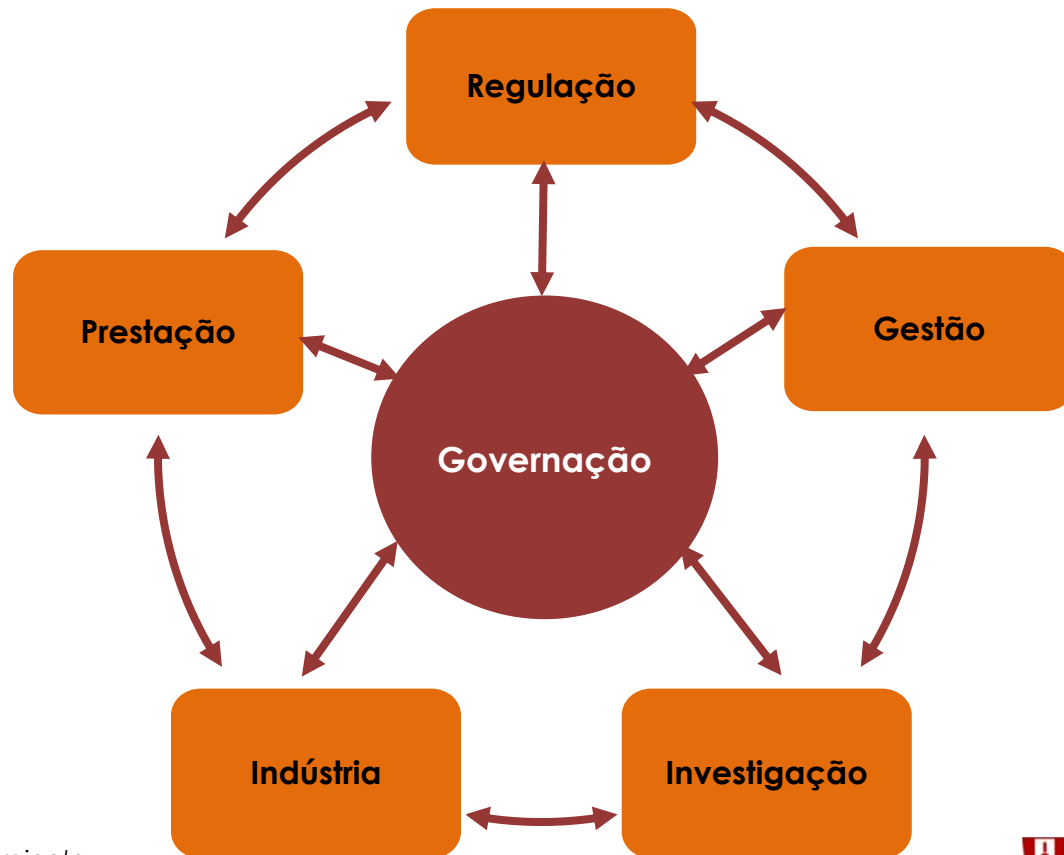 Regulação
Prestação
Gestão
Governação
Indústria
Investigação